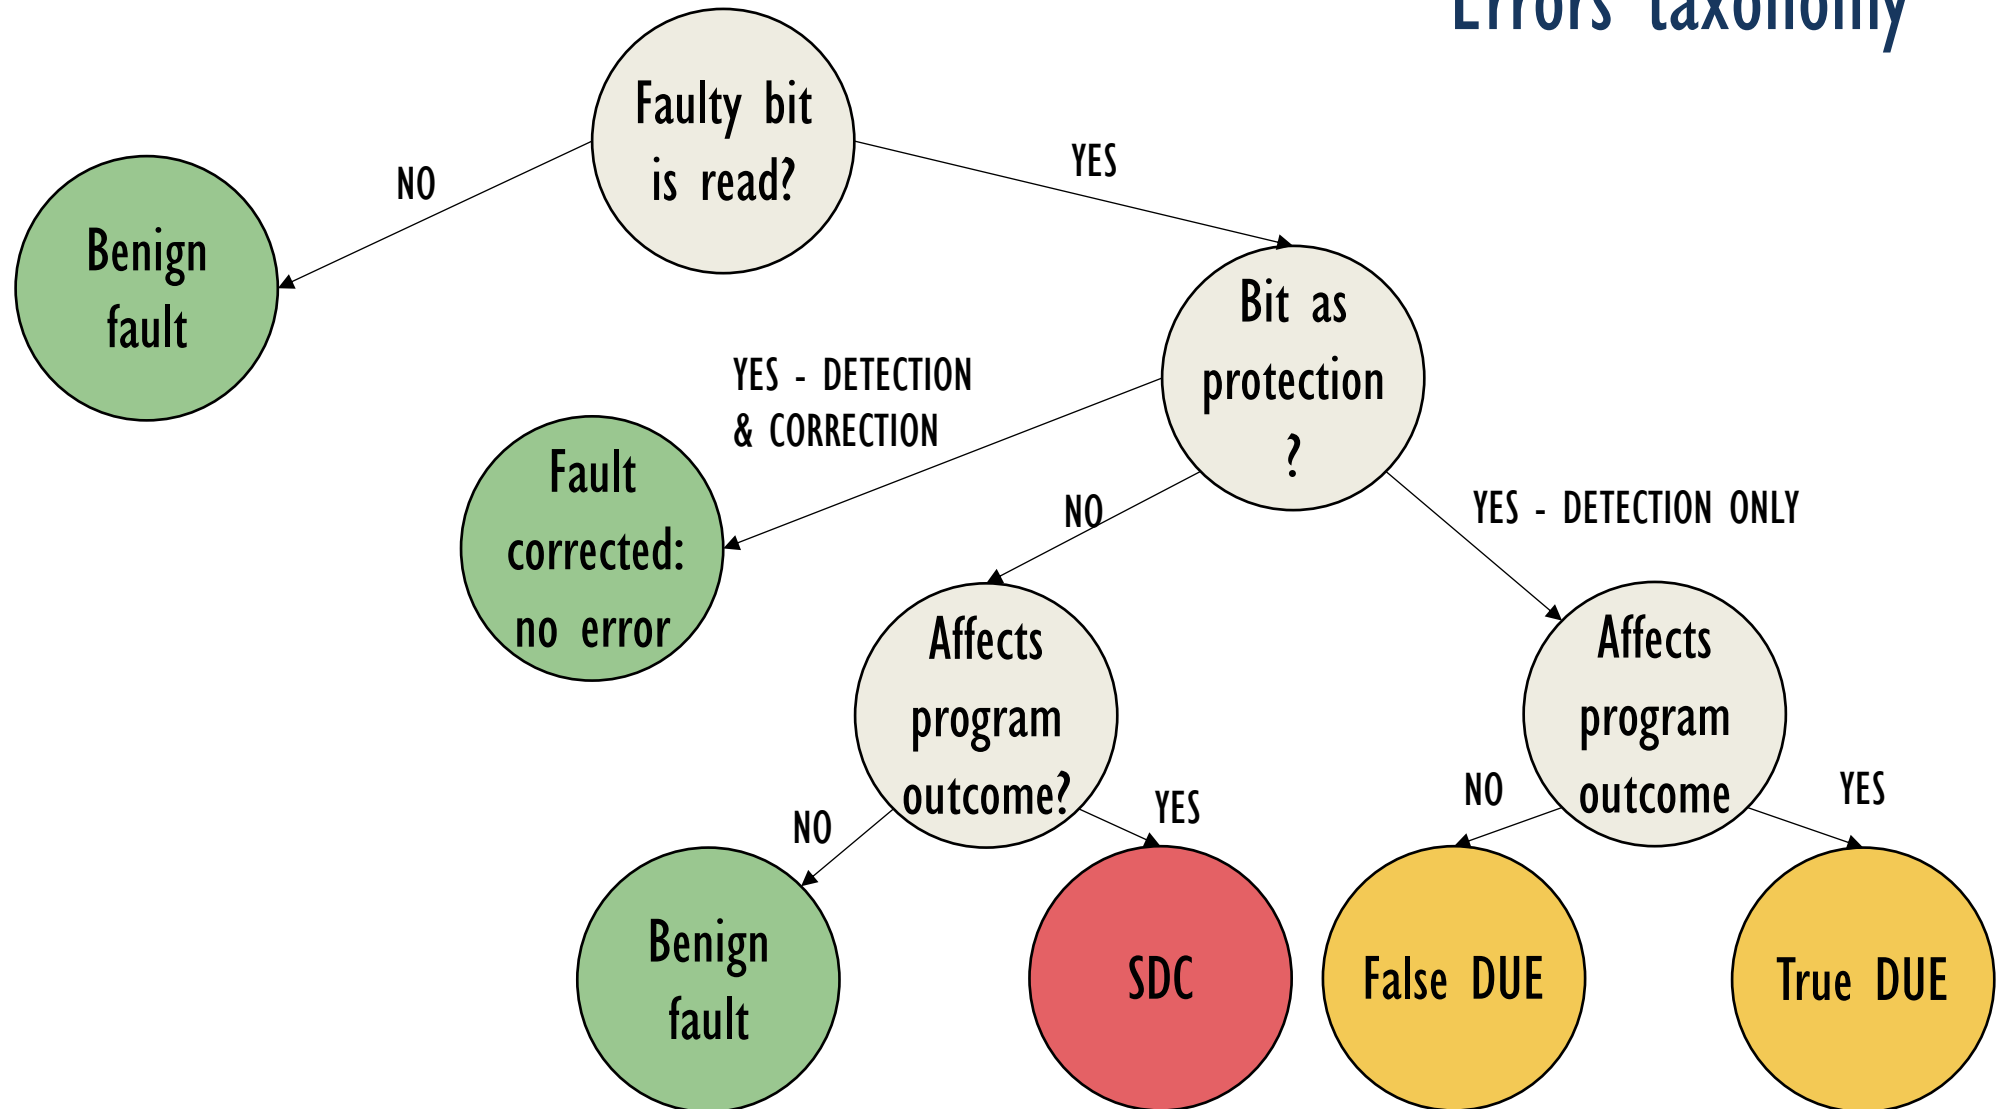 Errors taxonomy
Faulty bit
is read?
NO
YES
Benign
fault
Bit as
protection
?
YES - DETECTION
& CORRECTION
Fault
corrected:
no error
NO
YES - DETECTION ONLY
Affects
program
outcome?
Affects
program
outcome
NO
YES
NO
YES
Benign
fault
SDC
False DUE
True DUE